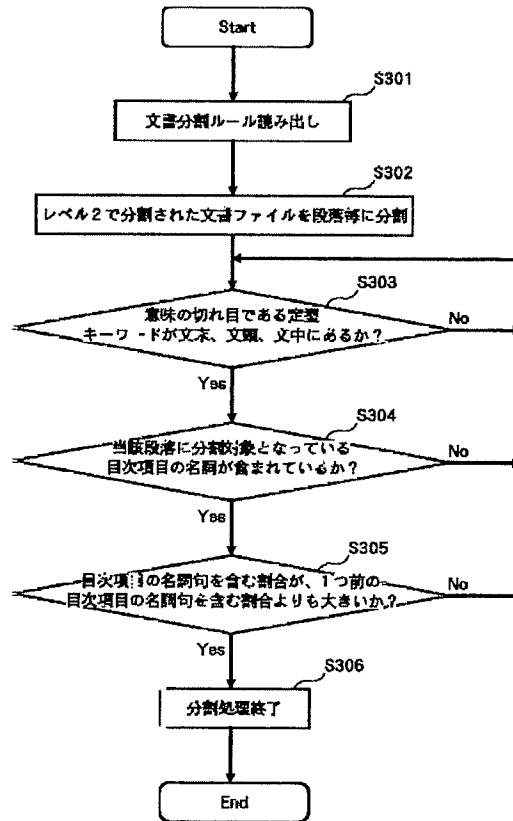 Start
S301
文書分割ルール読み出し
S302
レベル2で分割された文書ファイルを段落毎に分割
S303
意味の切れ目である定型
キーワードが文末、文頭、文中にあるか?
No
Yes
S304
当該段落に分割対象となっている
目次項目の名詞が含まれているか?
No
Yes
S305
目次項目の名詞句を含む割合が、1つ前の
目次項目の名詞句を含む割合よりも大きいか?
No
Yes
S306
分割処理終了
End